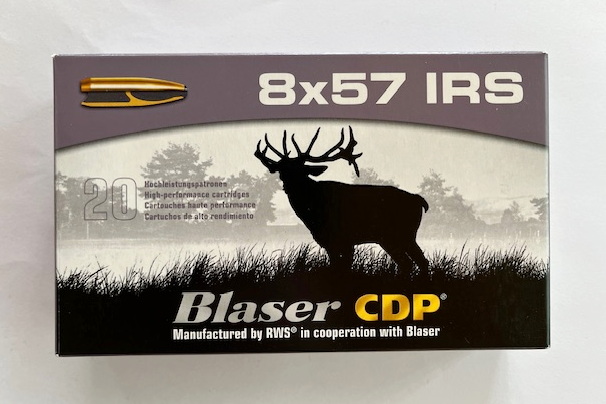 8x57 IRS
20
Hochleistungspatronen
High-performance cartridges
Cartouches haute performance
Cartuchos de alto rendimiento
Blaser CDP®
Manufactured by RWS® in cooperation with Blaser